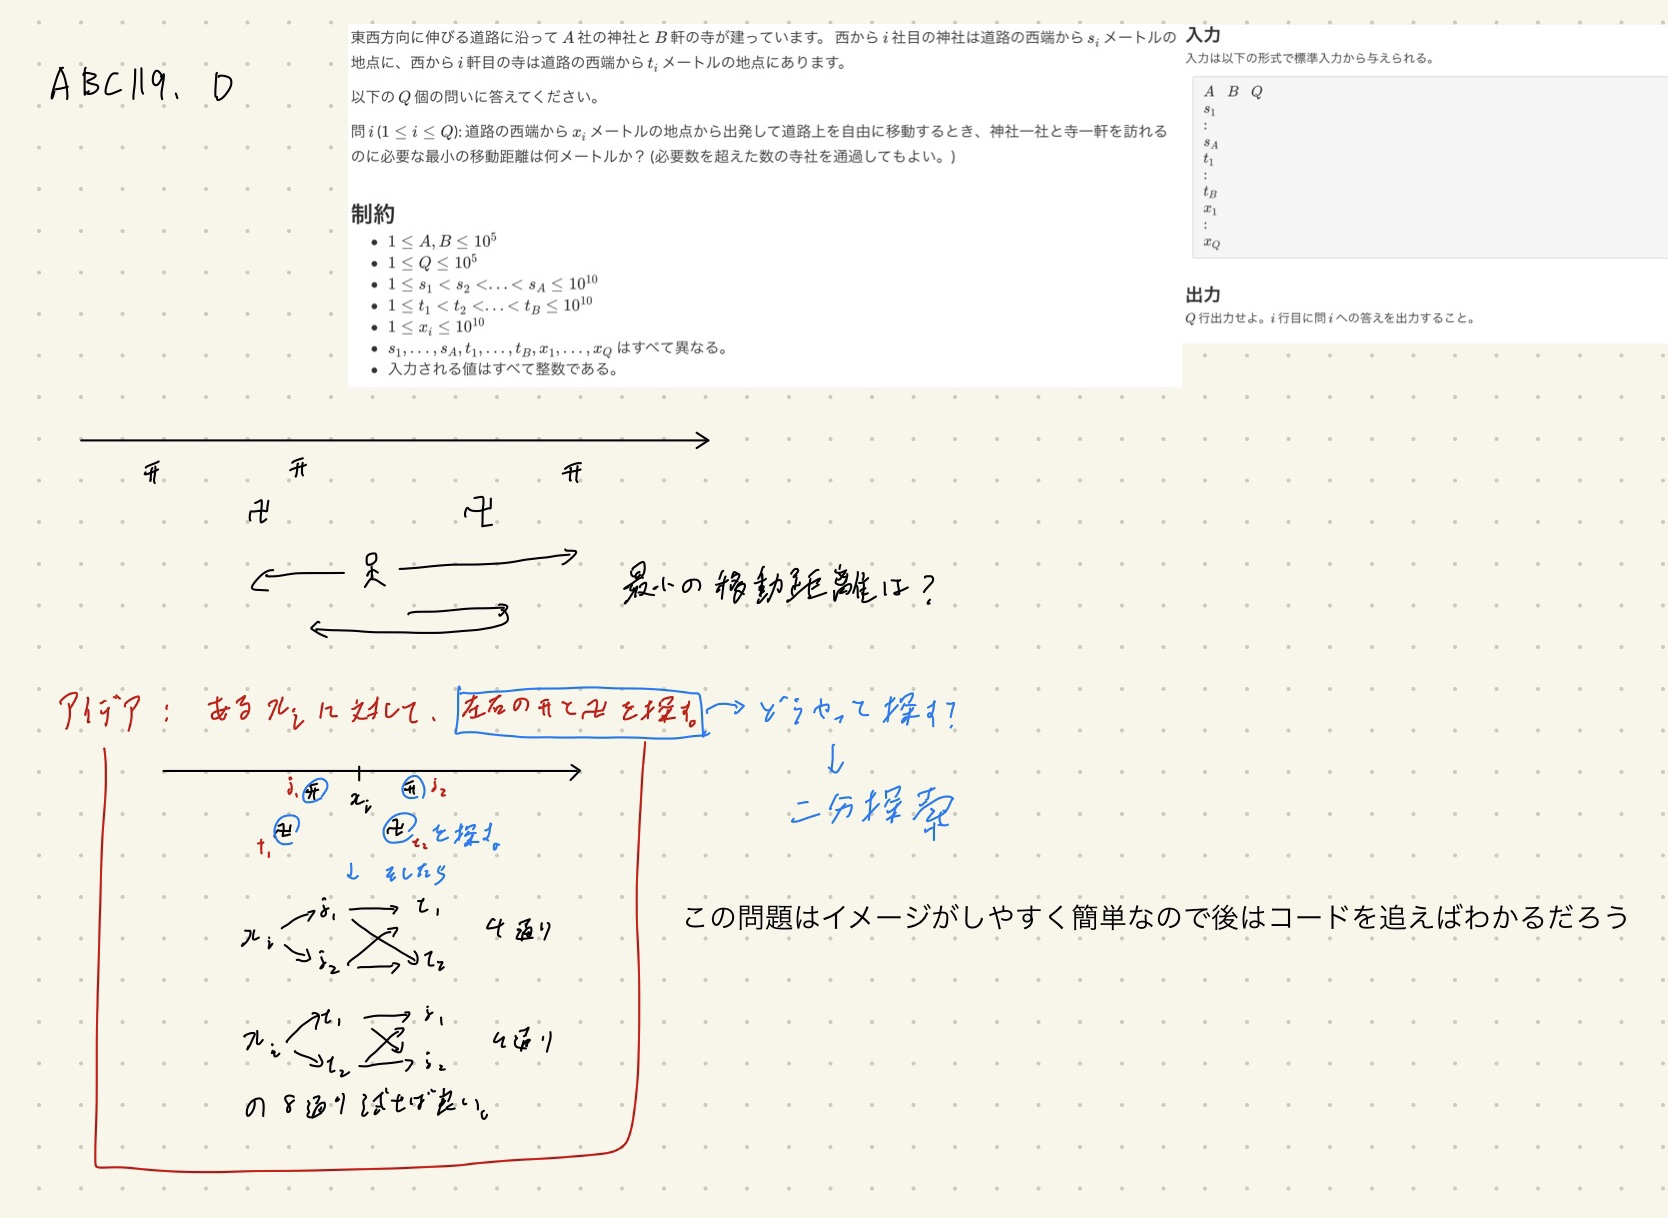 ABC119. D
東西方向に伸びる道路に沿って A 社の神社と B 軒の寺が建っています。 西から i 社目の神社は道路の西端から s_i メートルの
地点に、西から i 軒目の寺は道路の西端から t_i メートルの地点にあります。
以下の Q 個の問いに答えてください。
問 i (1 ≤ i ≤ Q): 道路の西端から x_i メートルの地点から出発して道路上を自由に移動するとき、神社一社と寺一軒を訪れる
のに必要な最小の移動距離は何メートルか? (必要数を超えた数の寺社を通過してもよい。)
制約
• 1 ≤ A, B ≤ 10^5
• 1 ≤ Q ≤ 10^5
• 1 ≤ s_1 < s_2 <. . . < s_A ≤ 10^10
• 1 ≤ t_1 < t_2 <. . . < t_B ≤ 10^10
• 1 ≤ x_i ≤ 10^10
• s_1, . . . , s_A, t_1, . . . , t_B, x_1, . . . , x_Q はすべて異なる。
• 入力される値はすべて整数である。
入力
入力は以下の形式で標準入力から与えられる。
A B Q
s_1
:
s_A
t_1
:
t_B
x_1
:
x_Q
出力
Q 行出力せよ。i 行目に問 i への答えを出力すること。
⛩ ⛩ ⛩
卍 卍
最小の移動距離は?
アイデア: ある x_i に対して、左右の⛩と卍を探す。→ どうやって探す?
↓
二分探索
s_1 ⛩ x_i ⛩ s_2
t_1 卍 卍 t_2 を探す。
↓ そしたら
x_i s_1 t_1 4通り
s_2 t_2
x_i t_1 s_1 4通り
t_2 s_2
の8通り試せば良い。
この問題はイメージがしやすく簡単なので後はコードを追えばわかるだろう